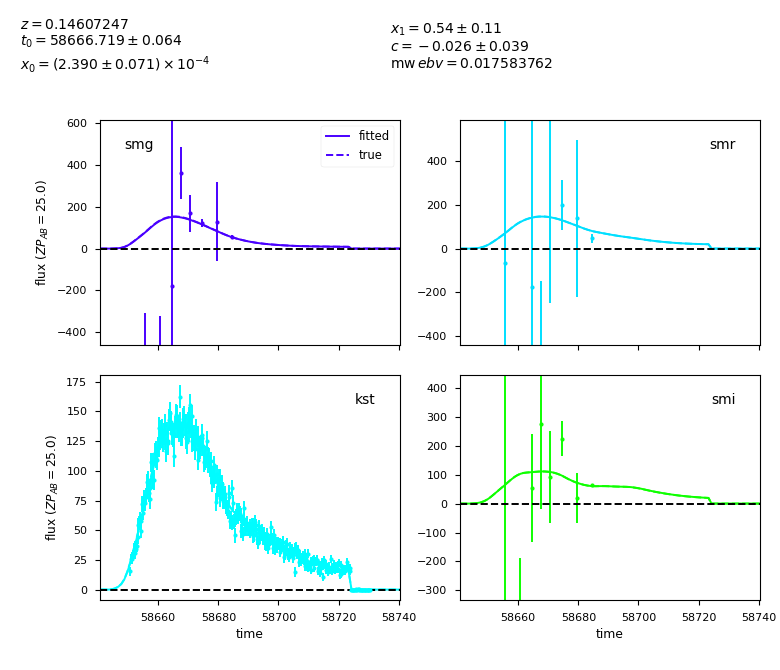 z = 0.14607247
t₀ = 58666.719 ± 0.064
x₀ = (2.390 ± 0.071) × 10⁻⁴
x₁ = 0.54 ± 0.11
c = −0.026 ± 0.039
mw ebv = 0.017583762
smg
fitted
true
600
400
200
0
−200
−400
flux (ZP_AB = 25.0)
smr
400
200
0
−200
−400
kst
175
150
125
100
75
50
25
0
flux (ZP_AB = 25.0)
58660 58680 58700 58720 58740
time
smi
400
300
200
100
0
−100
−200
−300
58660 58680 58700 58720 58740
time